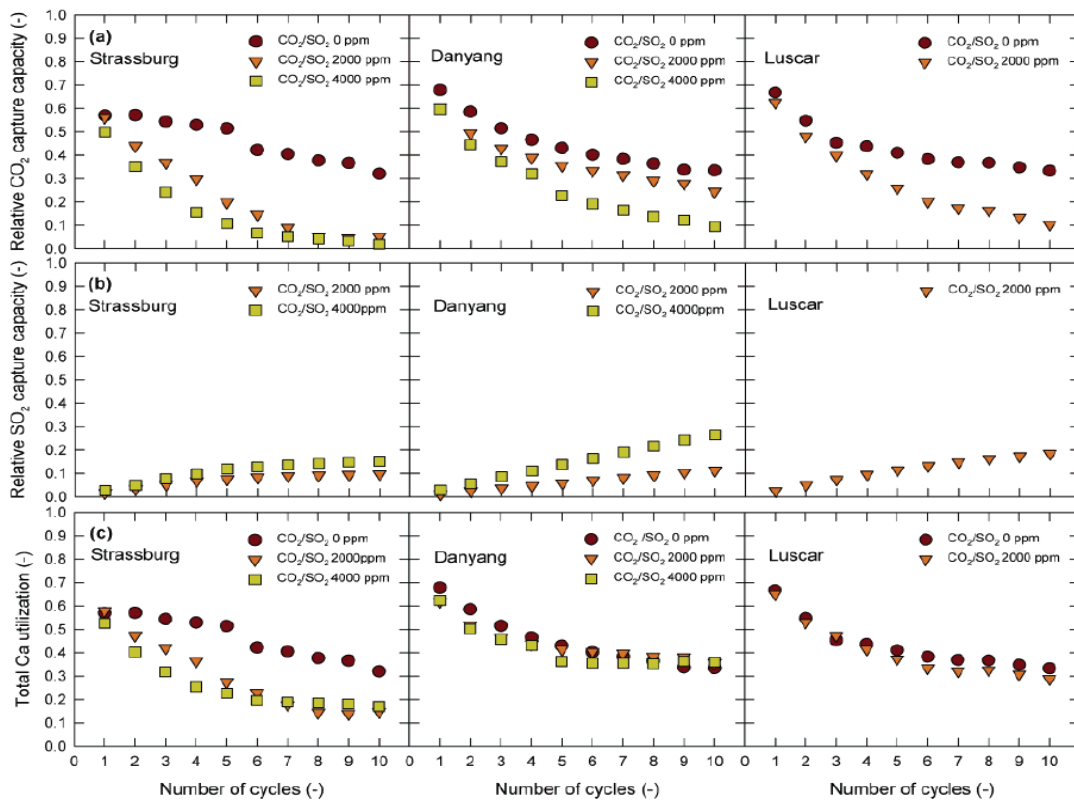 Relative CO₂ capture capacity (-)
1.0
0.9
0.8
0.7
0.6
0.5
0.4
0.3
0.2
0.1
0.0
(a)
Strassburg
CO₂/SO₂ 0 ppm
CO₂/SO₂ 2000 ppm
CO₂/SO₂ 4000 ppm
Danyang
CO₂/SO₂ 0 ppm
CO₂/SO₂ 2000 ppm
CO₂/SO₂ 4000 ppm
Luscar
CO₂/SO₂ 0 ppm
CO₂/SO₂ 2000 ppm
Relative SO₂ capture capacity (-)
1.0
0.9
0.8
0.7
0.6
0.5
0.4
0.3
0.2
0.1
0.0
(b)
Strassburg
CO₂/SO₂ 2000 ppm
CO₂/SO₂ 4000ppm
Danyang
CO₂/SO₂ 2000 ppm
CO₂/SO₂ 4000ppm
Luscar
CO₂/SO₂ 2000 ppm
Total Ca utilization (-)
1.0
0.9
0.8
0.7
0.6
0.5
0.4
0.3
0.2
0.1
0.0
(c)
Strassburg
CO₂/SO₂ 0 ppm
CO₂/SO₂ 2000ppm
CO₂/SO₂ 4000 ppm
Danyang
CO₂/SO₂ 0 ppm
CO₂/SO₂ 2000 ppm
CO₂/SO₂ 4000 ppm
Luscar
CO₂/SO₂ 0 ppm
CO₂/SO₂ 2000 ppm
0 1 2 3 4 5 6 7 8 9 10
0 1 2 3 4 5 6 7 8 9 10
0 1 2 3 4 5 6 7 8 9 10
Number of cycles (-)
Number of cycles (-)
Number of cycles (-)